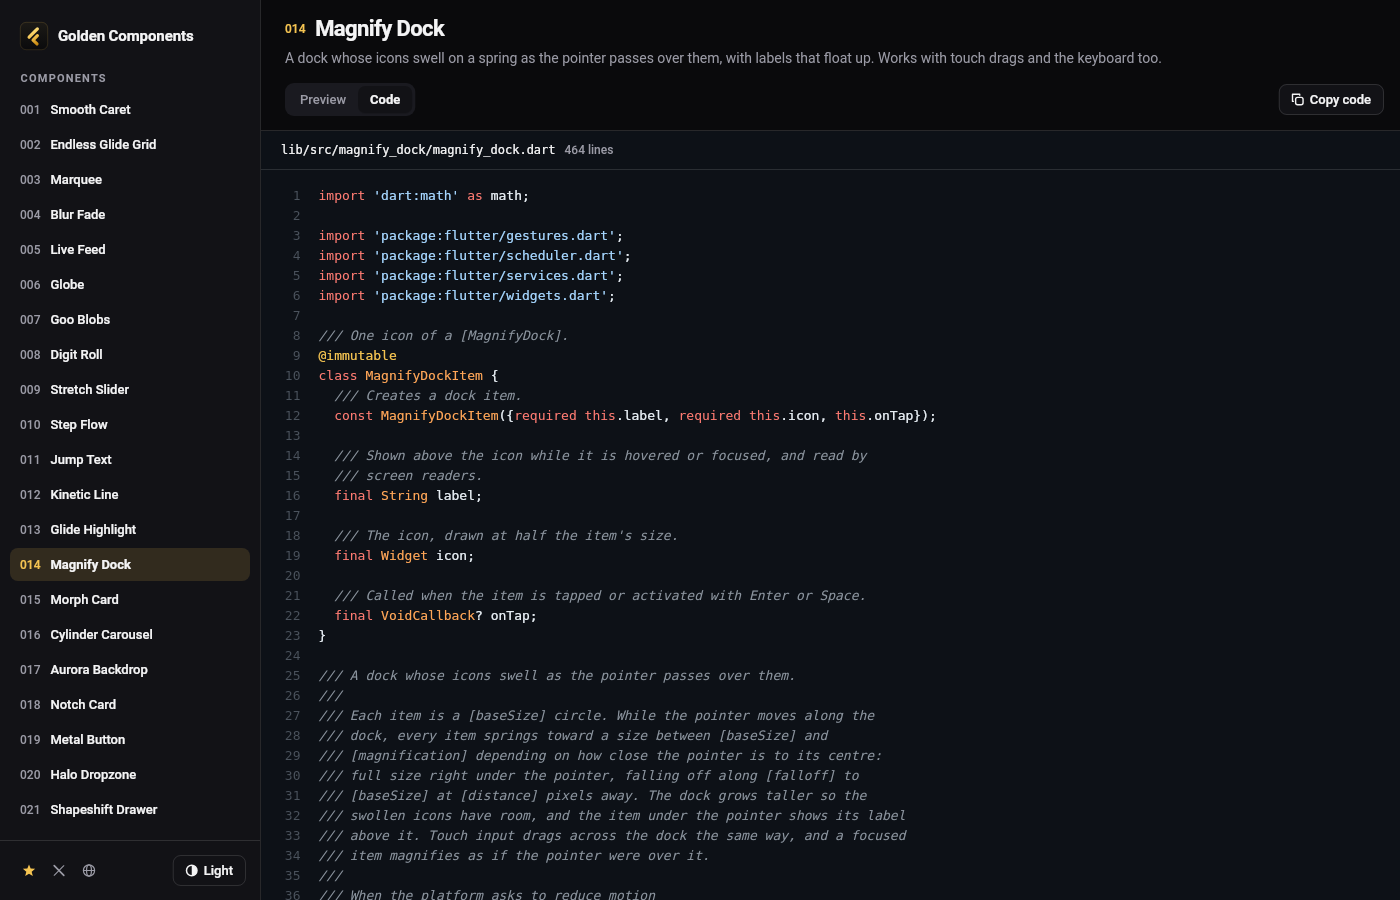 Golden Components
COMPONENTS
001 Smooth Caret
002 Endless Glide Grid
003 Marquee
004 Blur Fade
005 Live Feed
006 Globe
007 Goo Blobs
008 Digit Roll
009 Stretch Slider
010 Step Flow
011 Jump Text
012 Kinetic Line
013 Glide Highlight
014 Magnify Dock
015 Morph Card
016 Cylinder Carousel
017 Aurora Backdrop
018 Notch Card
019 Metal Button
020 Halo Dropzone
021 Shapeshift Drawer
Light
014 Magnify Dock
A dock whose icons swell on a spring as the pointer passes over them, with labels that float up. Works with touch drags and the keyboard too.
Preview Code
Copy code
lib/src/magnify_dock/magnify_dock.dart 464 lines
1 import 'dart:math' as math;
2
3 import 'package:flutter/gestures.dart';
4 import 'package:flutter/scheduler.dart';
5 import 'package:flutter/services.dart';
6 import 'package:flutter/widgets.dart';
7
8 /// One icon of a [MagnifyDock].
9 @immutable
10 class MagnifyDockItem {
11 /// Creates a dock item.
12 const MagnifyDockItem({required this.label, required this.icon, this.onTap});
13
14 /// Shown above the icon while it is hovered or focused, and read by
15 /// screen readers.
16 final String label;
17
18 /// The icon, drawn at half the item's size.
19 final Widget icon;
20
21 /// Called when the item is tapped or activated with Enter or Space.
22 final VoidCallback? onTap;
23 }
24
25 /// A dock whose icons swell as the pointer passes over them.
26 ///
27 /// Each item is a [baseSize] circle. While the pointer moves along the
28 /// dock, every item springs toward a size between [baseSize] and
29 /// [magnification] depending on how close the pointer is to its centre:
30 /// full size right under the pointer, falling off along [falloff] to
31 /// [baseSize] at [distance] pixels away. The dock grows taller so the
32 /// swollen icons have room, and the item under the pointer shows its label
33 /// above it. Touch input drags across the dock the same way, and a focused
34 /// item magnifies as if the pointer were over it.
35 ///
36 /// When the platform asks to reduce motion